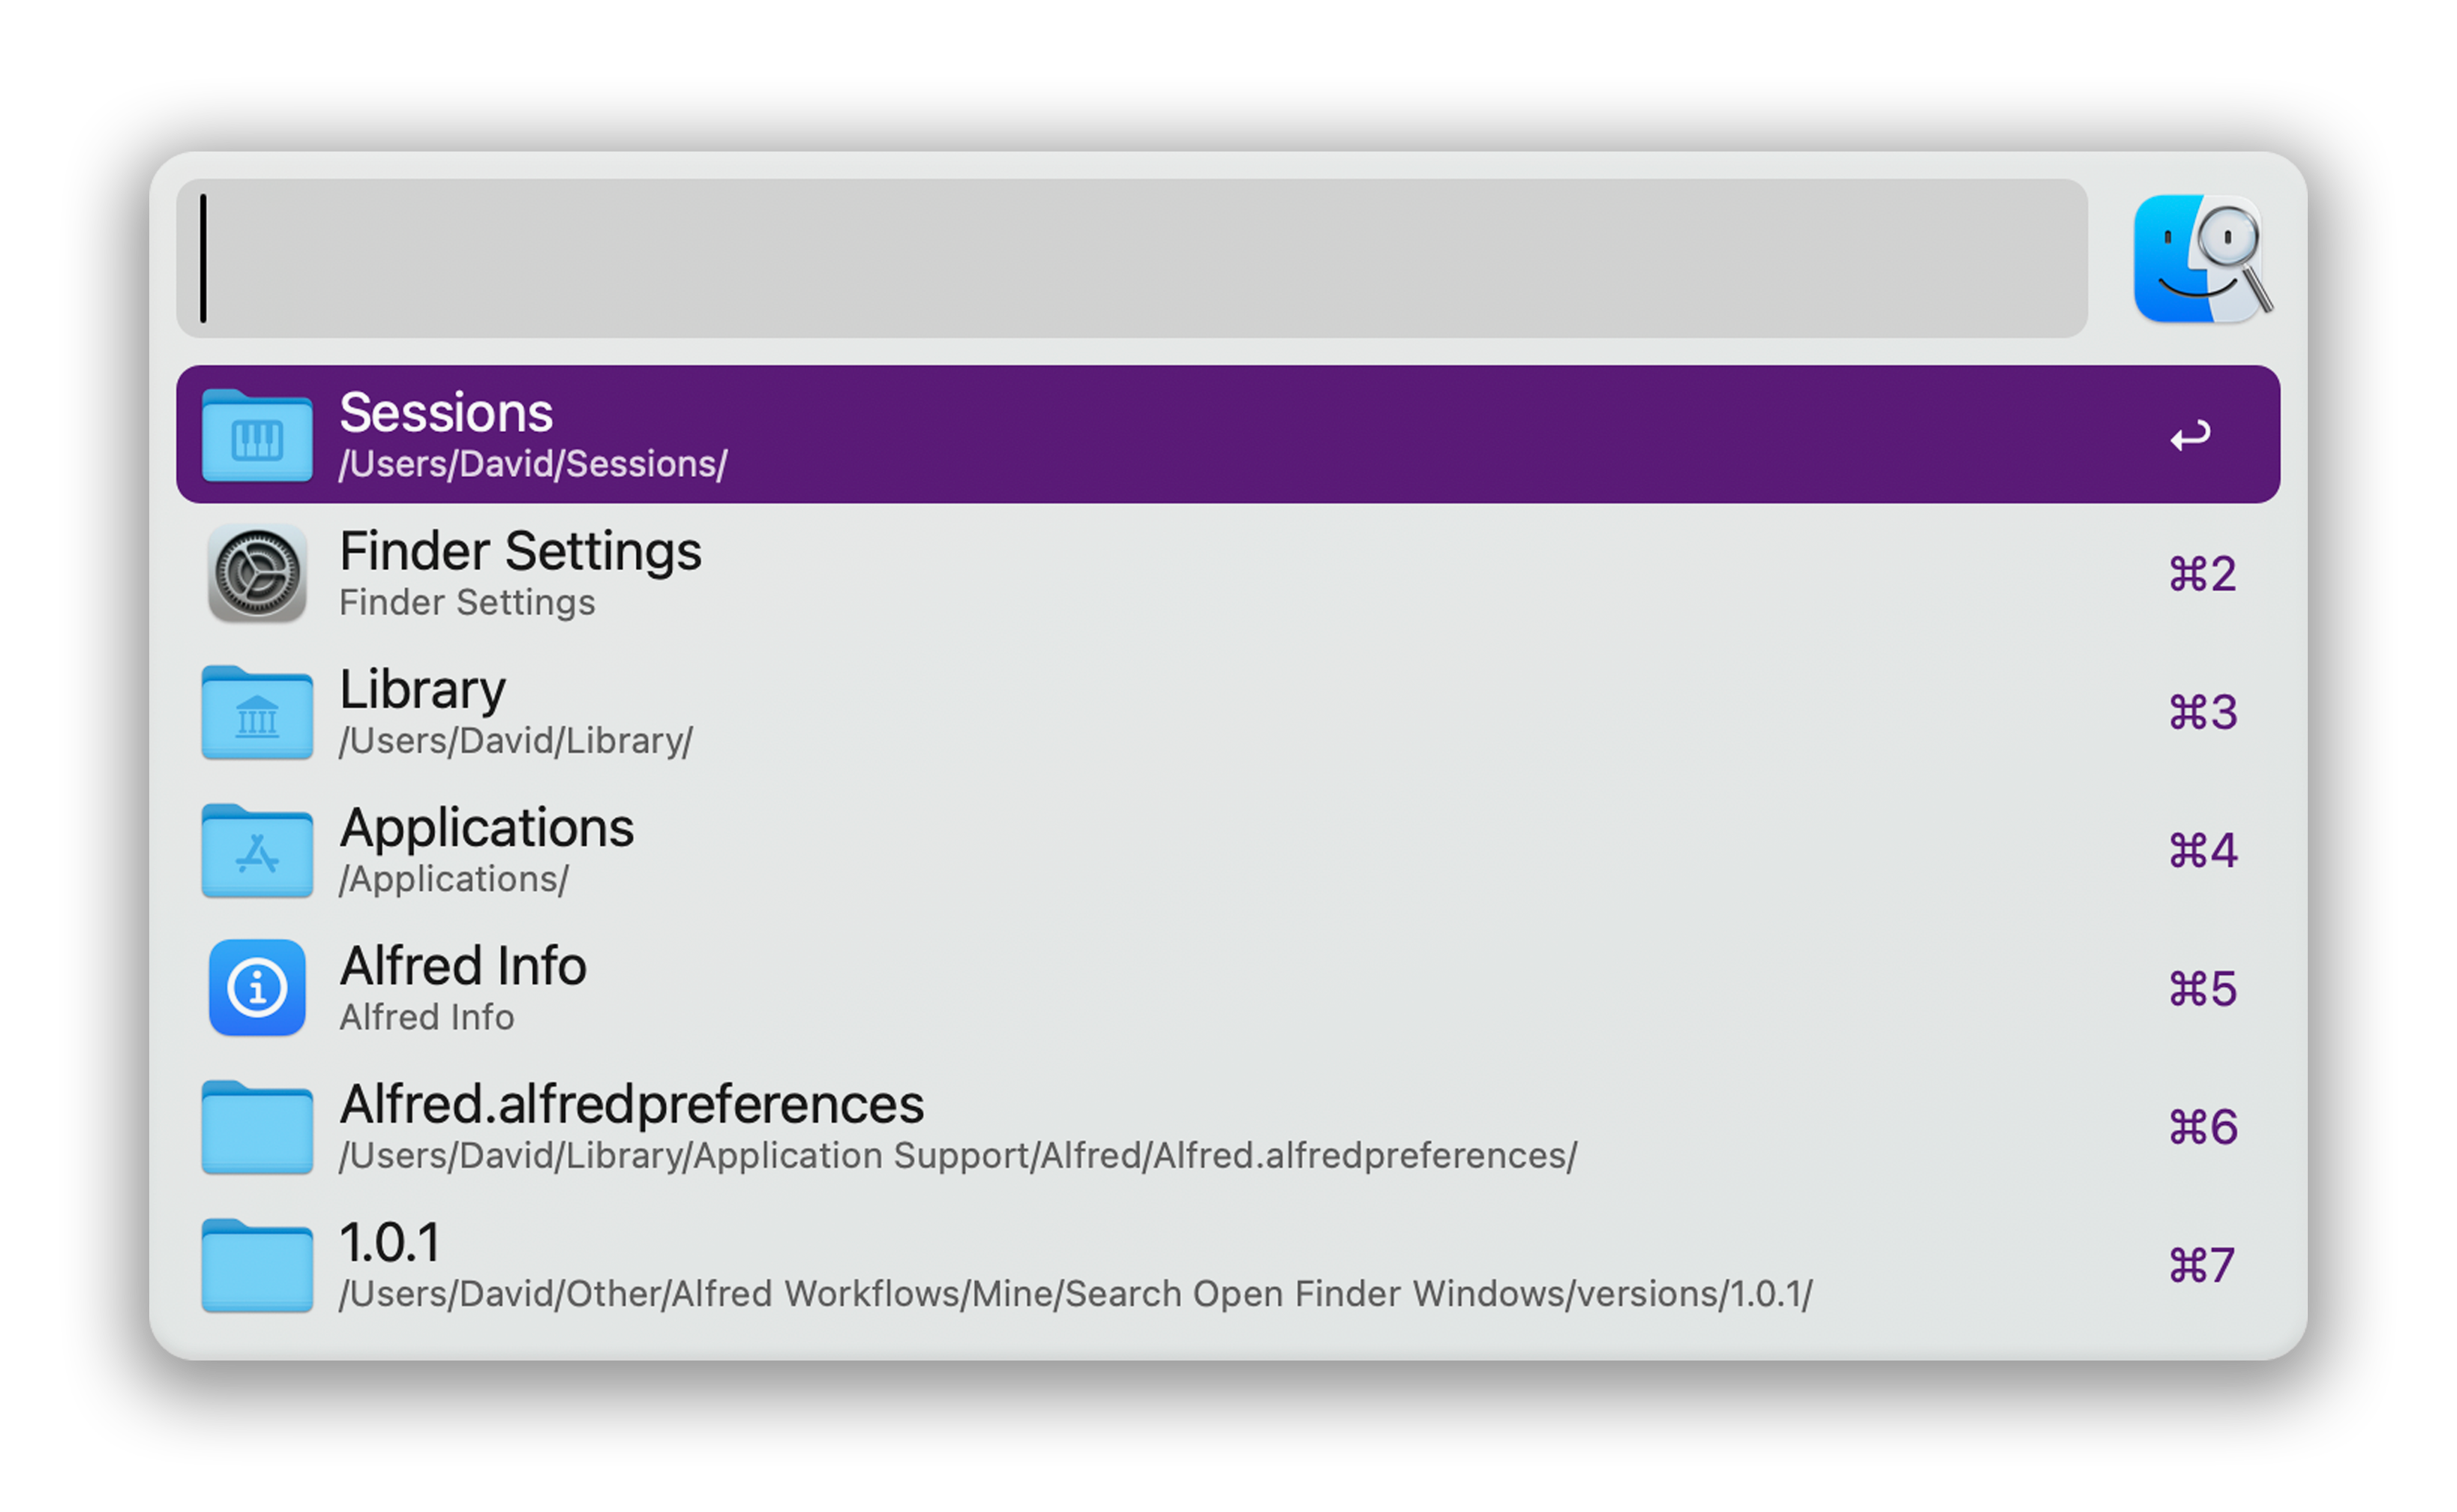 Sessions
/Users/David/Sessions/
Finder Settings
Finder Settings
⌘2
Library
/Users/David/Library/
⌘3
Applications
/Applications/
⌘4
Alfred Info
Alfred Info
⌘5
Alfred.alfredpreferences
/Users/David/Library/Application Support/Alfred/Alfred.alfredpreferences/
⌘6
1.0.1
/Users/David/Other/Alfred Workflows/Mine/Search Open Finder Windows/versions/1.0.1/
⌘7